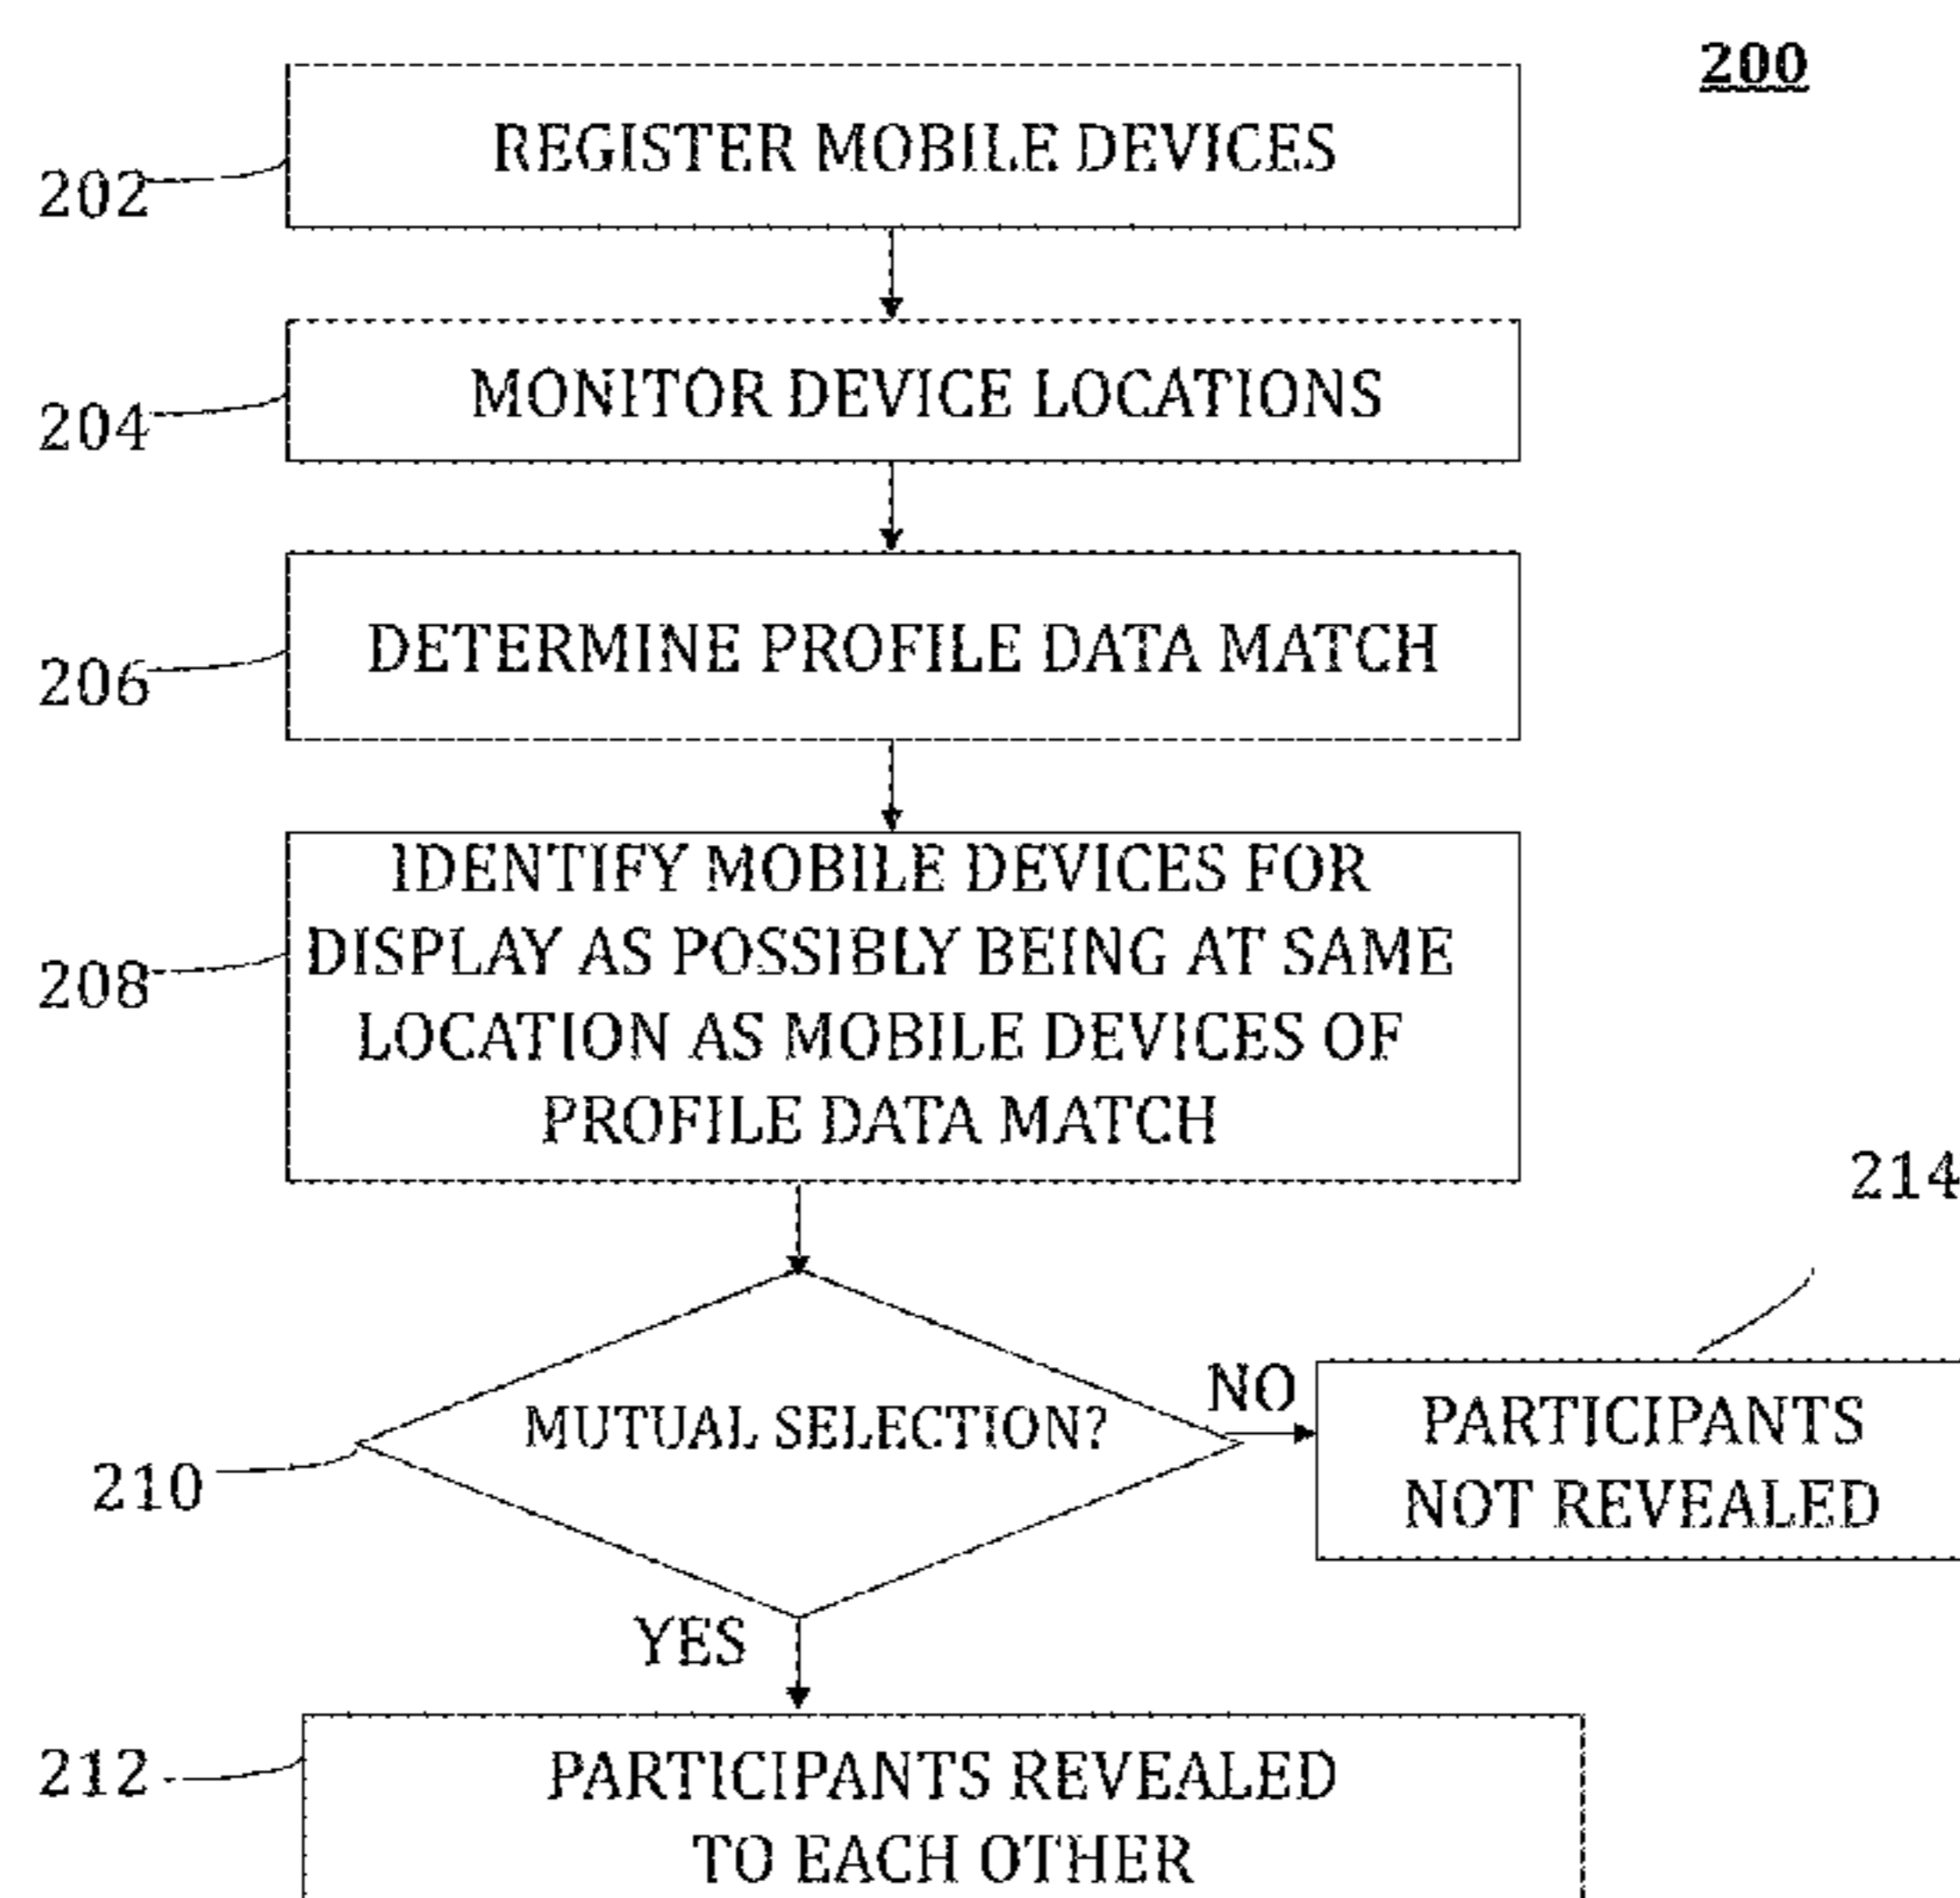 200
REGISTER MOBILE DEVICES
202
MONITOR DEVICE LOCATIONS
204
DETERMINE PROFILE DATA MATCH
206
IDENTIFY MOBILE DEVICES FOR
DISPLAY AS POSSIBLY BEING AT SAME
LOCATION AS MOBILE DEVICES OF
PROFILE DATA MATCH
208
214
MUTUAL SELECTION?
210
NO
PARTICIPANTS
NOT REVEALED
YES
212
PARTICIPANTS REVEALED
TO EACH OTHER